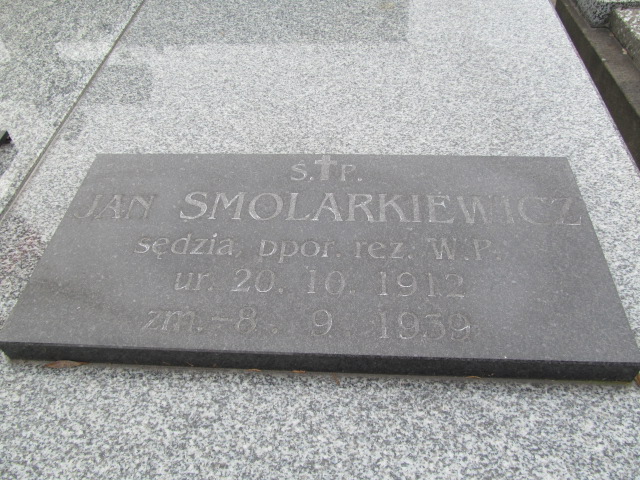 Ś.†P.
JAN SMOLARKIEWICZ
sędzia, ppor. rez. W.P.
ur. 20. 10. 1912
zm. - 8. 9. 1939